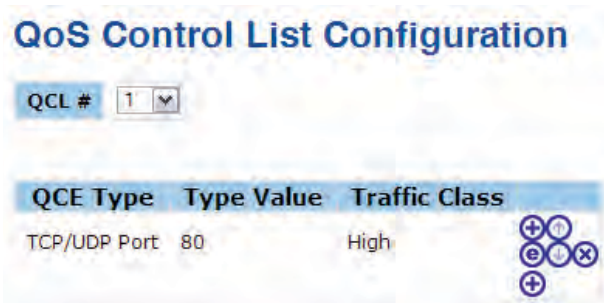 QoS Control List Configuration
QCL # 1
QCE Type Type Value Traffic Class
TCP/UDP Port 80 High
e